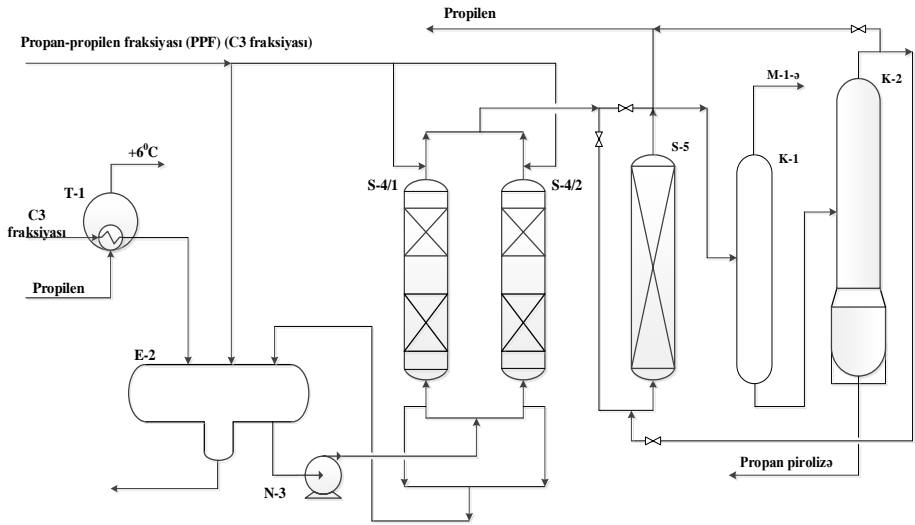 Propilen
Propan-propilen fraksiyası (PPF) (C3 fraksiyası)
M-1-ə
K-2
+6⁰C
S-5
K-1
T-1
S-4/1
S-4/2
C3
fraksiyası
Propilen
E-2
N-3
Propan pirolizə